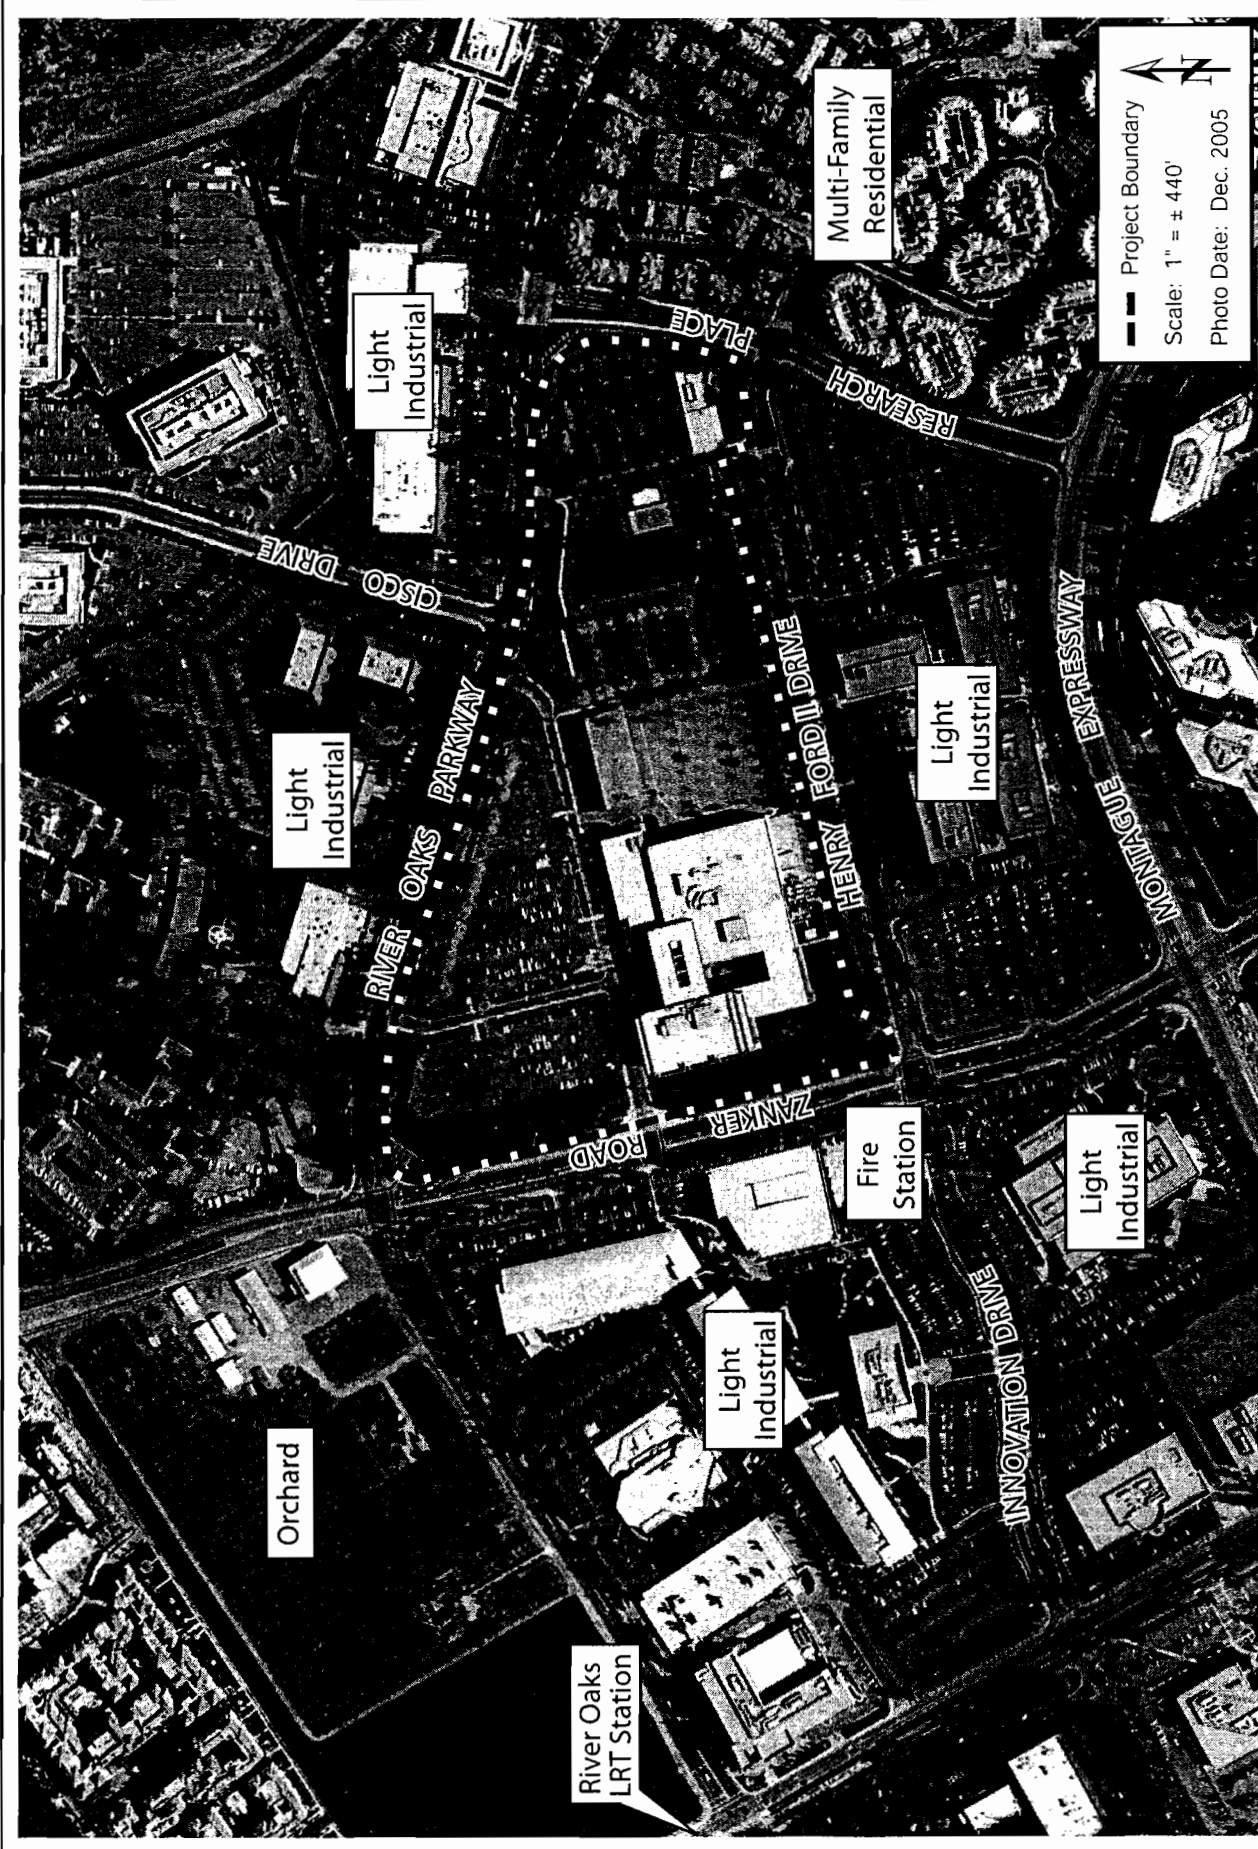 Orchard
River Oaks
LRT Station
Light
Industrial
INNOVATION DRIVE
Fire
Station
Light
Industrial
ZANKER
ROAD
RIVER OAKS PARKWAY
Light
Industrial
HENRY FORD II DRIVE
Light
Industrial
MONTAGUE EXPRESSWAY
CISCO
DRIVE
Light
Industrial
RESEARCH
PLACE
Multi-Family
Residential
Project Boundary
Scale: 1" = ± 440'
Photo Date: Dec. 2005
N